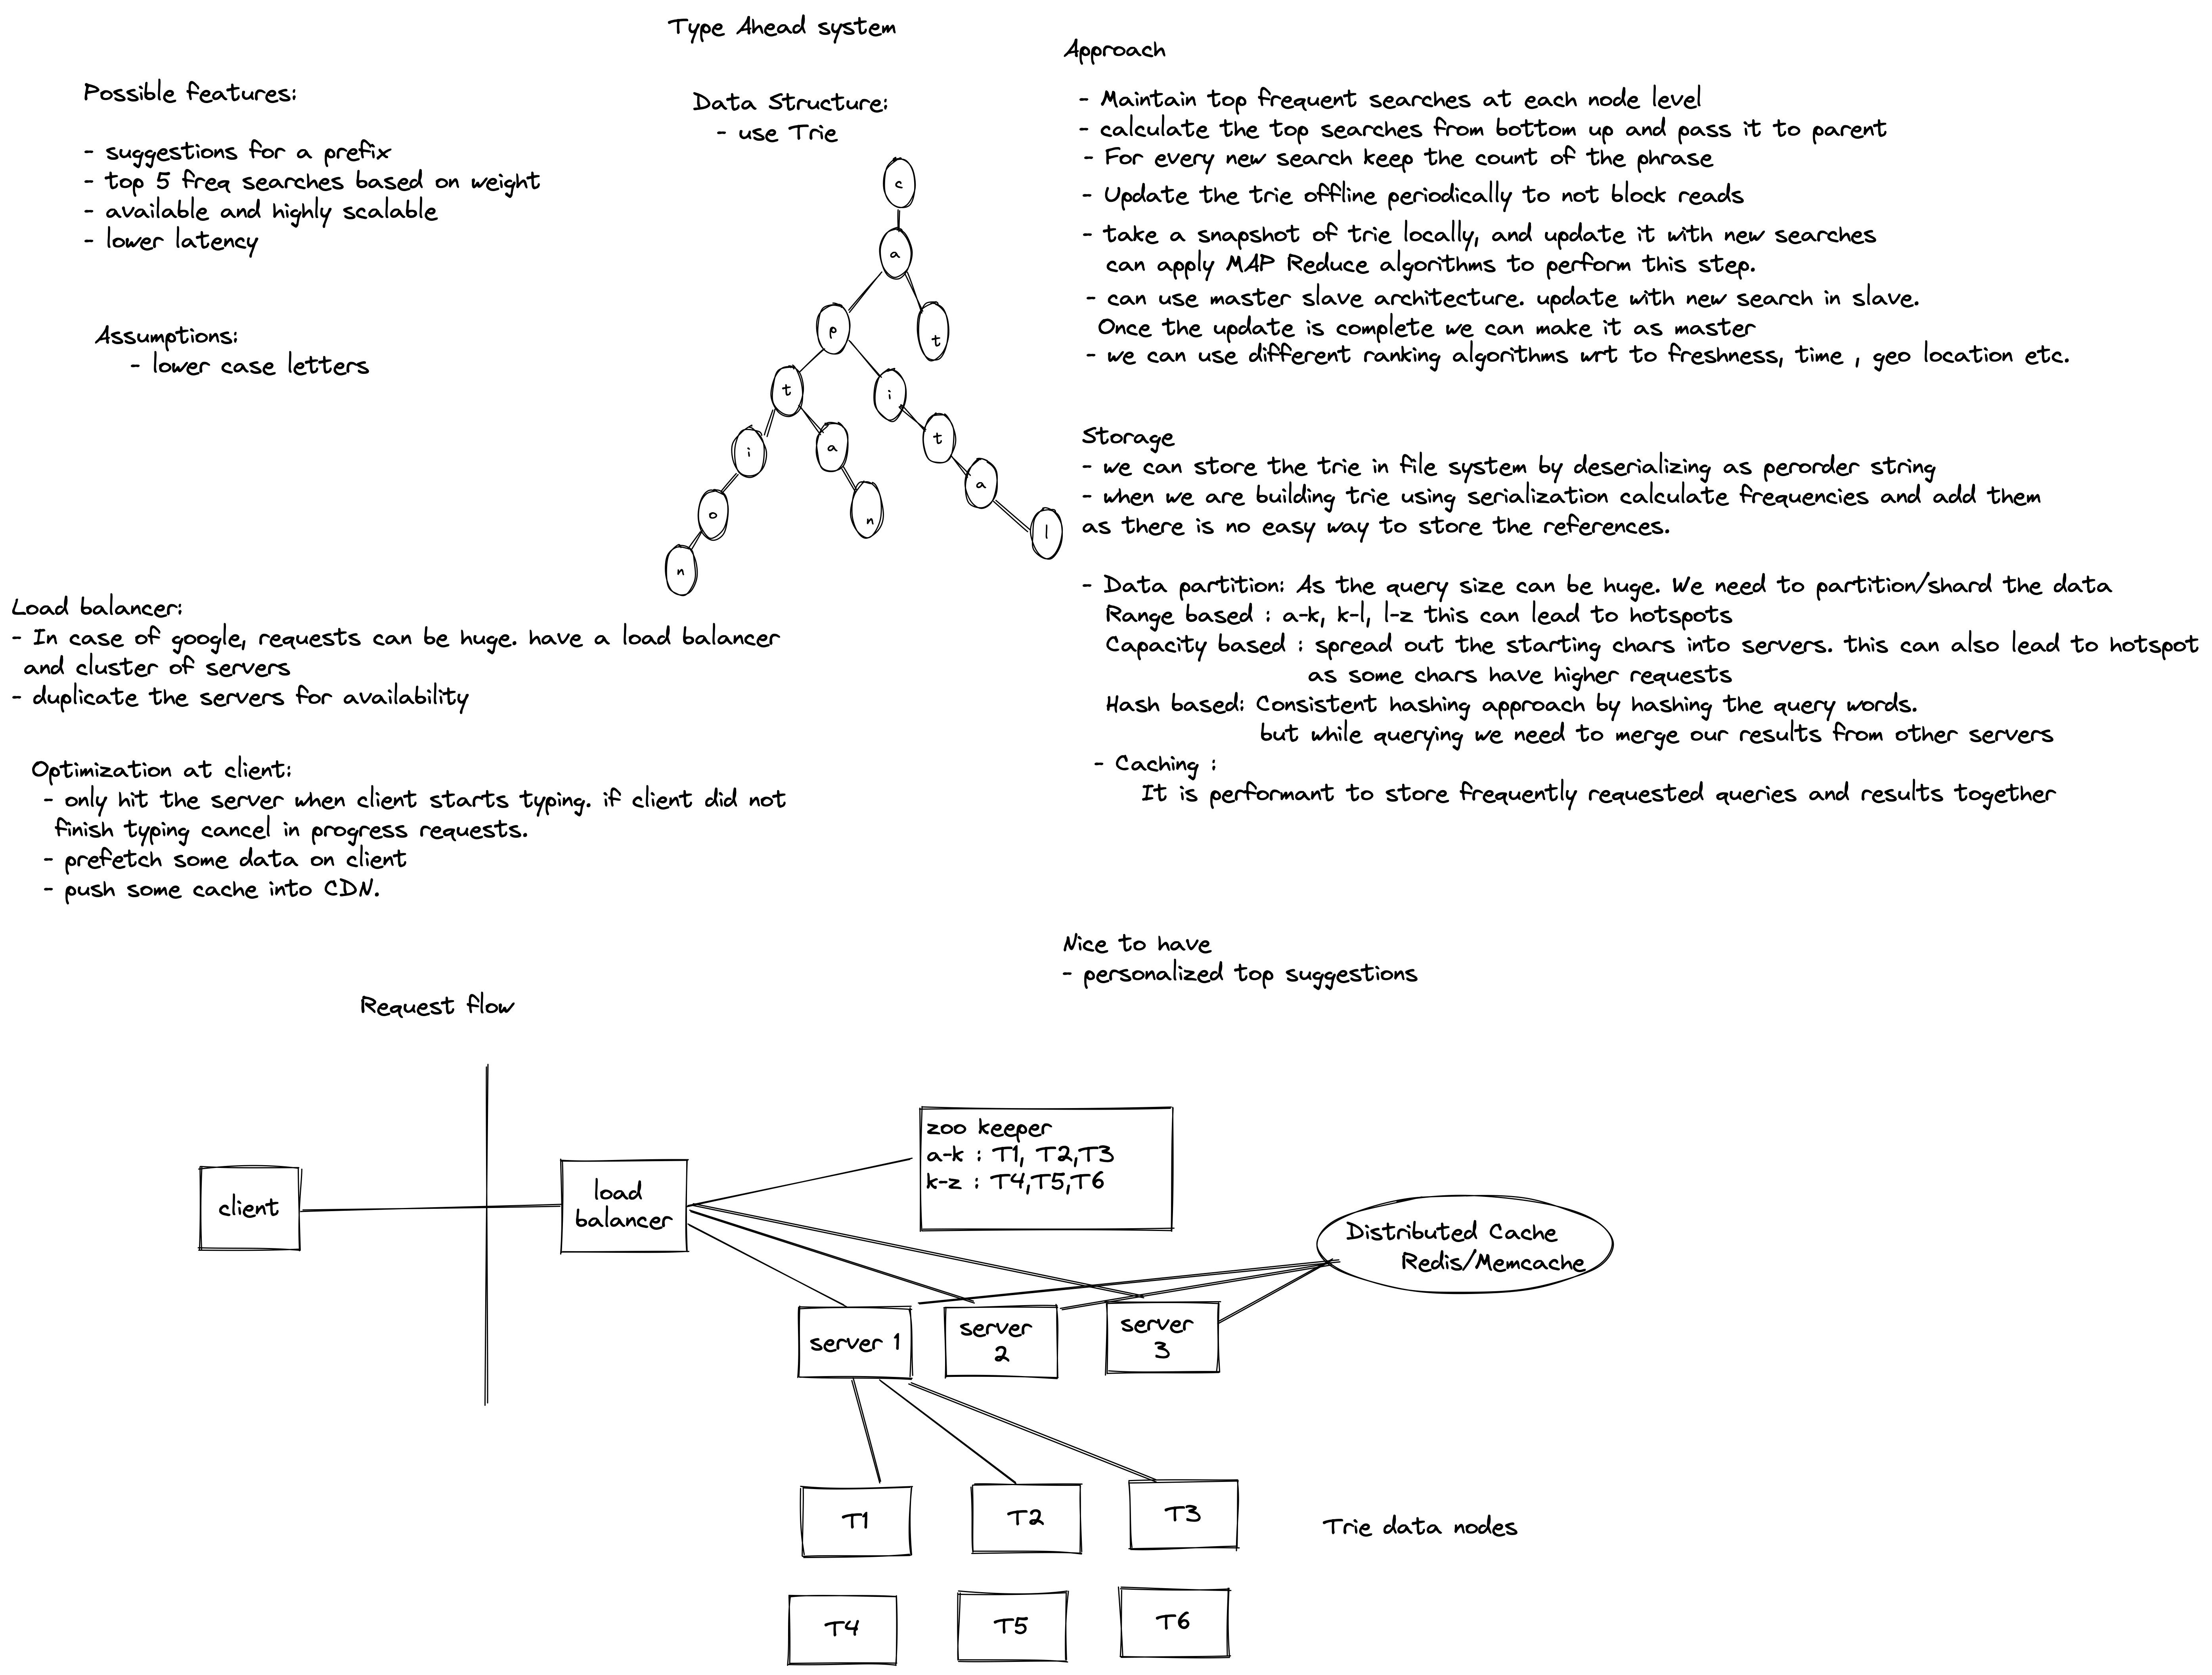 Type Ahead system
Possible features:
- suggestions for a prefix
- top 5 freq searches based on weight
- available and highly scalable
- lower latency
Assumptions:
- lower case letters
Data Structure:
- use Trie
c
a
p
t
t
i
i
a
t
o
n
a
n
l
Approach
- Maintain top frequent searches at each node level
- calculate the top searches from bottom up and pass it to parent
- For every new search keep the count of the phrase
- Update the trie offline periodically to not block reads
- take a snapshot of trie locally, and update it with new searches
can apply MAP Reduce algorithms to perform this step.
- can use master slave architecture. update with new search in slave.
Once the update is complete we can make it as master
- we can use different ranking algorithms wrt to freshness, time , geo location etc.
Storage
- we can store the trie in file system by deserializing as perorder string
- when we are building trie using serialization calculate frequencies and add them
as there is no easy way to store the references.
- Data partition: As the query size can be huge. We need to partition/shard the data
Range based : a-k, k-l, l-z this can lead to hotspots
Capacity based : spread out the starting chars into servers. this can also lead to hotspot
as some chars have higher requests
Hash based: Consistent hashing approach by hashing the query words.
but while querying we need to merge our results from other servers
- Caching :
It is performant to store frequently requested queries and results together
Load balancer:
- In case of google, requests can be huge. have a load balancer
and cluster of servers
- duplicate the servers for availability
Optimization at client:
- only hit the server when client starts typing. if client did not
finish typing cancel in progress requests.
- prefetch some data on client
- push some cache into CDN.
Nice to have
- personalized top suggestions
Request flow
client
load
balancer
zoo keeper
a-k : T1, T2,T3
k-z : T4,T5,T6
Distributed Cache
Redis/Memcache
server 1
server
2
server
3
T1
T2
T3
Trie data nodes
T4
T5
T6